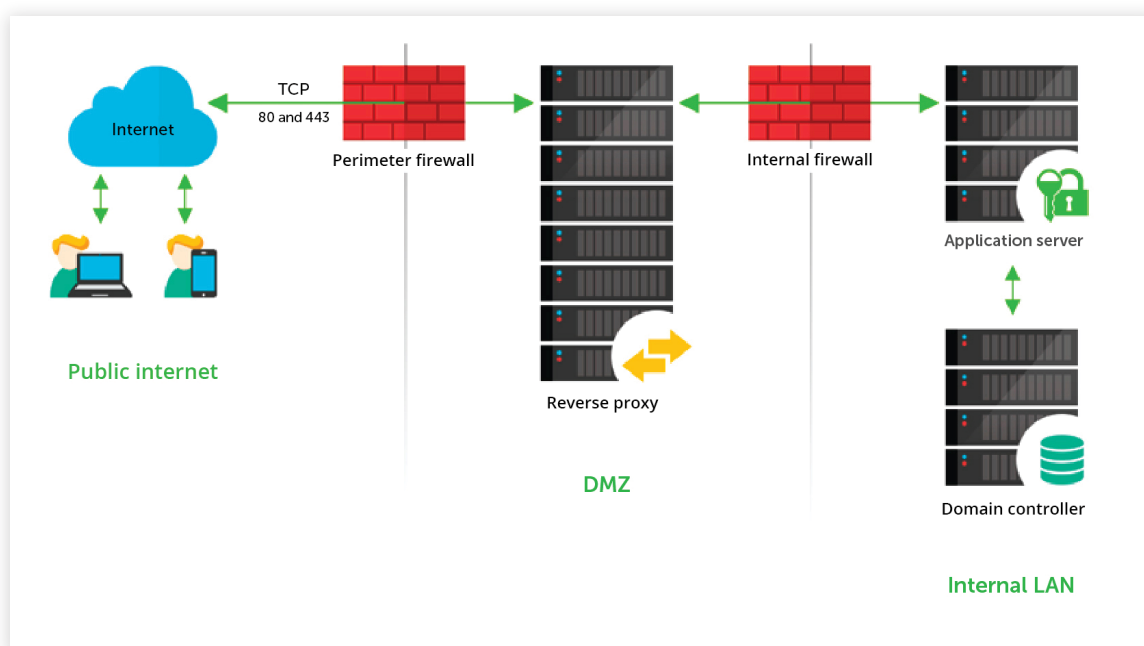 Internet
TCP
80 and 443
Perimeter firewall
Internal firewall
Application server
Public internet
Reverse proxy
DMZ
Domain controller
Internal LAN